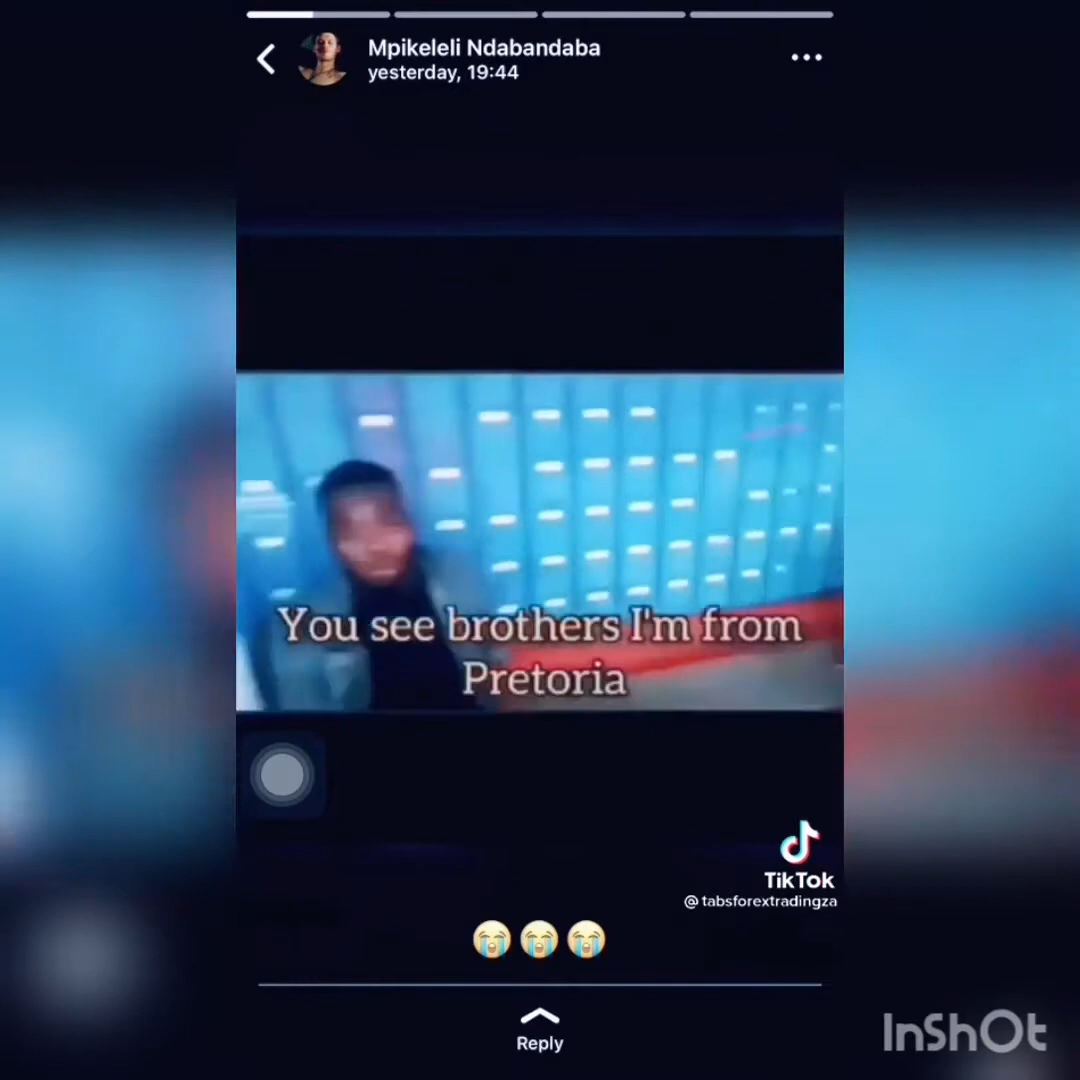 Mpikeleli Ndabandaba
yesterday, 19:44
You see brothers I'm from
Pretoria
TikTok
@tabsforextradingza
😭😭😭
Reply
InShOt